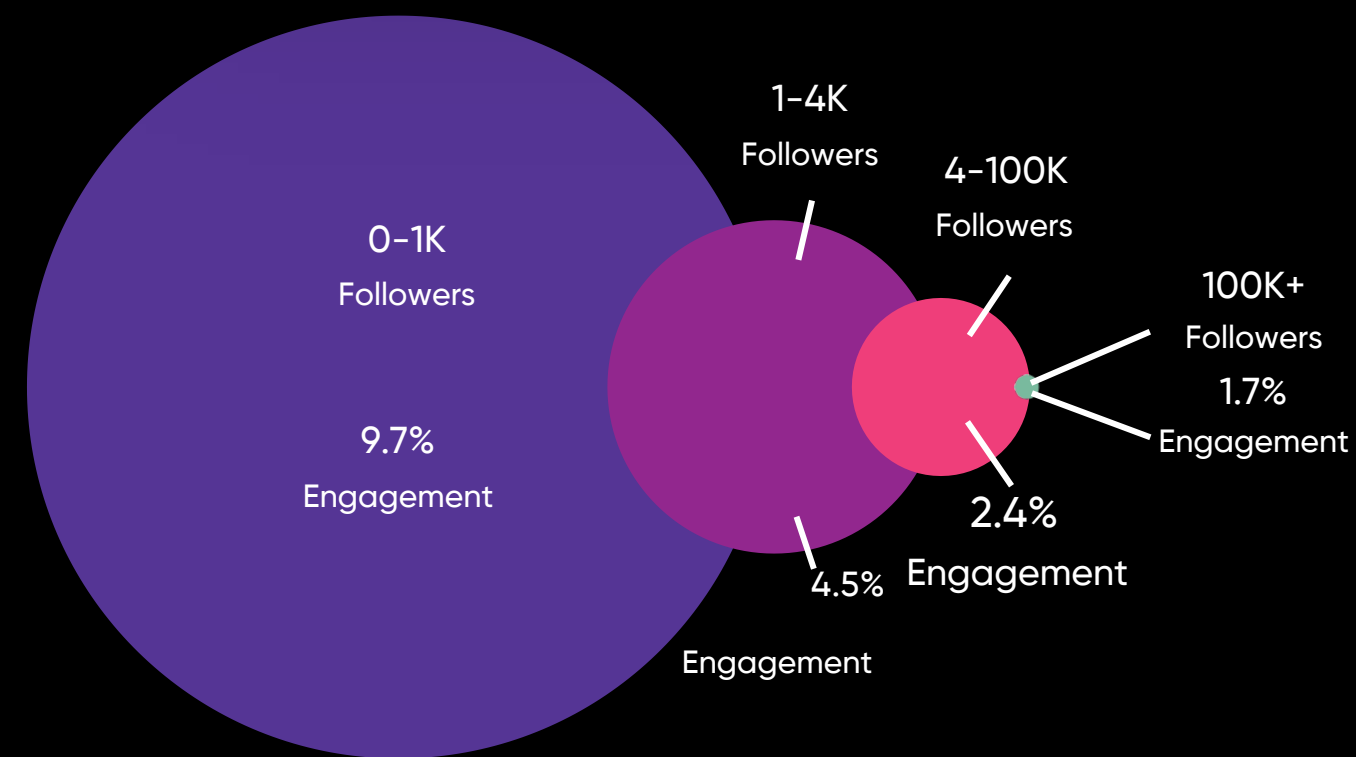 0-1K
Followers
9.7%
Engagement
1-4K
Followers
4.5%
Engagement
4-100K
Followers
2.4%
Engagement
100K+
Followers
1.7%
Engagement